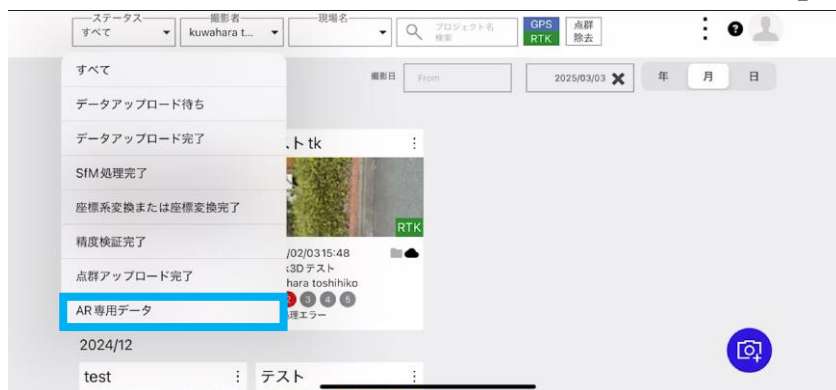 ステータス
すべて
撮影者
kuwahara t...
現場名
プロジェクト名
検索
GPS
RTK
点群
除去
撮影日
From
2025/03/03
年
月
日
すべて
データアップロード待ち
データアップロード完了
SfM処理完了
座標系変換または座標変換完了
精度検証完了
点群アップロード完了
AR専用データ
スト tk
RTK
/02/03 15:48
3Dテスト
hara toshihiko
2 3 4 5
理エラー
2024/12
test
テスト